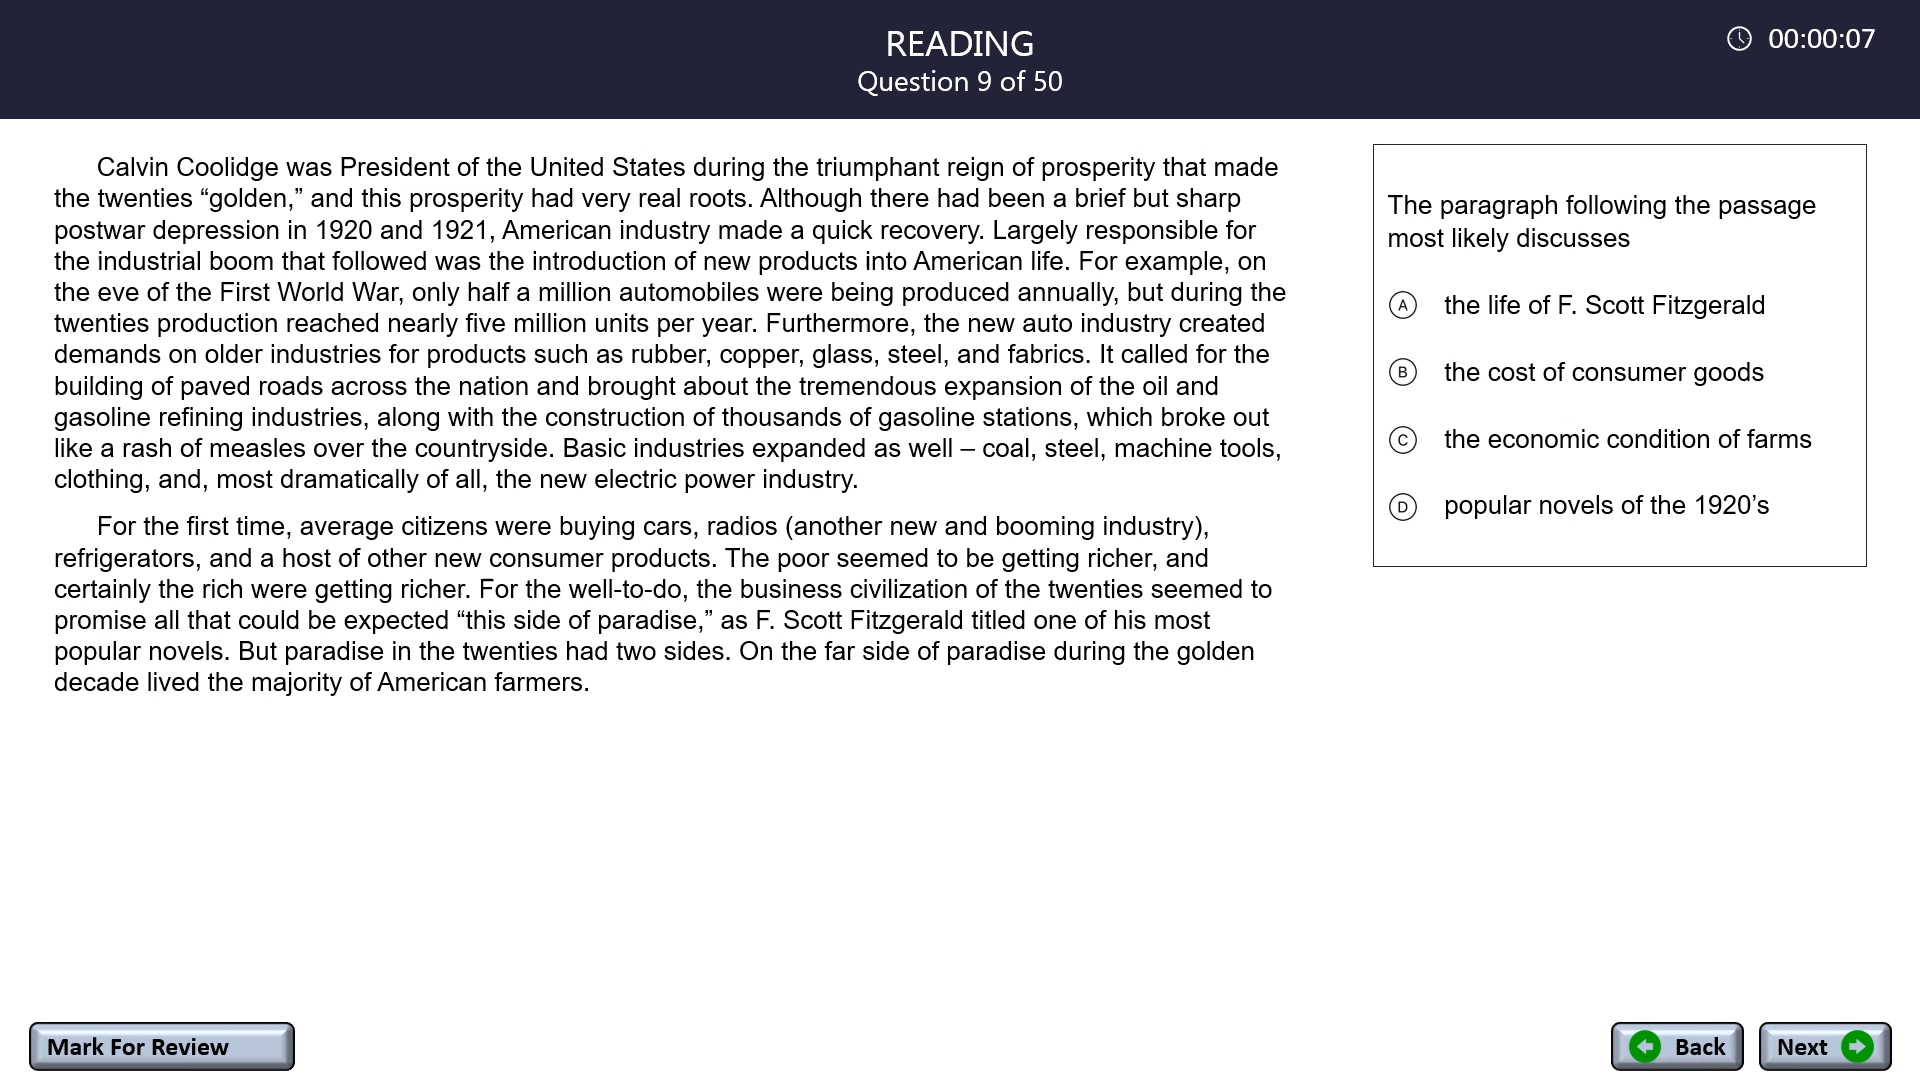 READING
Question 9 of 50
00:00:07
Calvin Coolidge was President of the United States during the triumphant reign of prosperity that made
the twenties “golden,” and this prosperity had very real roots. Although there had been a brief but sharp
postwar depression in 1920 and 1921, American industry made a quick recovery. Largely responsible for
the industrial boom that followed was the introduction of new products into American life. For example, on
the eve of the First World War, only half a million automobiles were being produced annually, but during the
twenties production reached nearly five million units per year. Furthermore, the new auto industry created
demands on older industries for products such as rubber, copper, glass, steel, and fabrics. It called for the
building of paved roads across the nation and brought about the tremendous expansion of the oil and
gasoline refining industries, along with the construction of thousands of gasoline stations, which broke out
like a rash of measles over the countryside. Basic industries expanded as well – coal, steel, machine tools,
clothing, and, most dramatically of all, the new electric power industry.
For the first time, average citizens were buying cars, radios (another new and booming industry),
refrigerators, and a host of other new consumer products. The poor seemed to be getting richer, and
certainly the rich were getting richer. For the well-to-do, the business civilization of the twenties seemed to
promise all that could be expected “this side of paradise,” as F. Scott Fitzgerald titled one of his most
popular novels. But paradise in the twenties had two sides. On the far side of paradise during the golden
decade lived the majority of American farmers.
The paragraph following the passage
most likely discusses
A the life of F. Scott Fitzgerald
B the cost of consumer goods
C the economic condition of farms
D popular novels of the 1920’s
Mark For Review
Back
Next